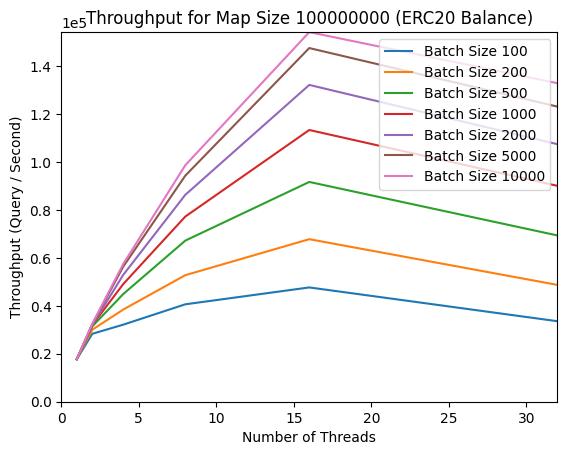 Throughput for Map Size 100000000 (ERC20 Balance)
1e5
1.4
1.2
1.0
0.8
0.6
0.4
0.2
0.0
Throughput (Query / Second)
Batch Size 100
Batch Size 200
Batch Size 500
Batch Size 1000
Batch Size 2000
Batch Size 5000
Batch Size 10000
0 5 10 15 20 25 30
Number of Threads